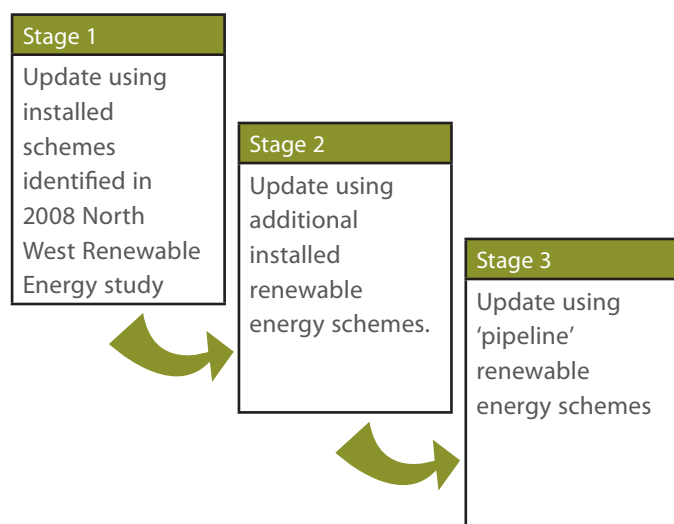 Stage 1
Update using
installed
schemes
identified in
2008 North
West Renewable
Energy study
Stage 2
Update using
additional
installed
renewable
energy schemes.
Stage 3
Update using
‘pipeline’
renewable
energy schemes